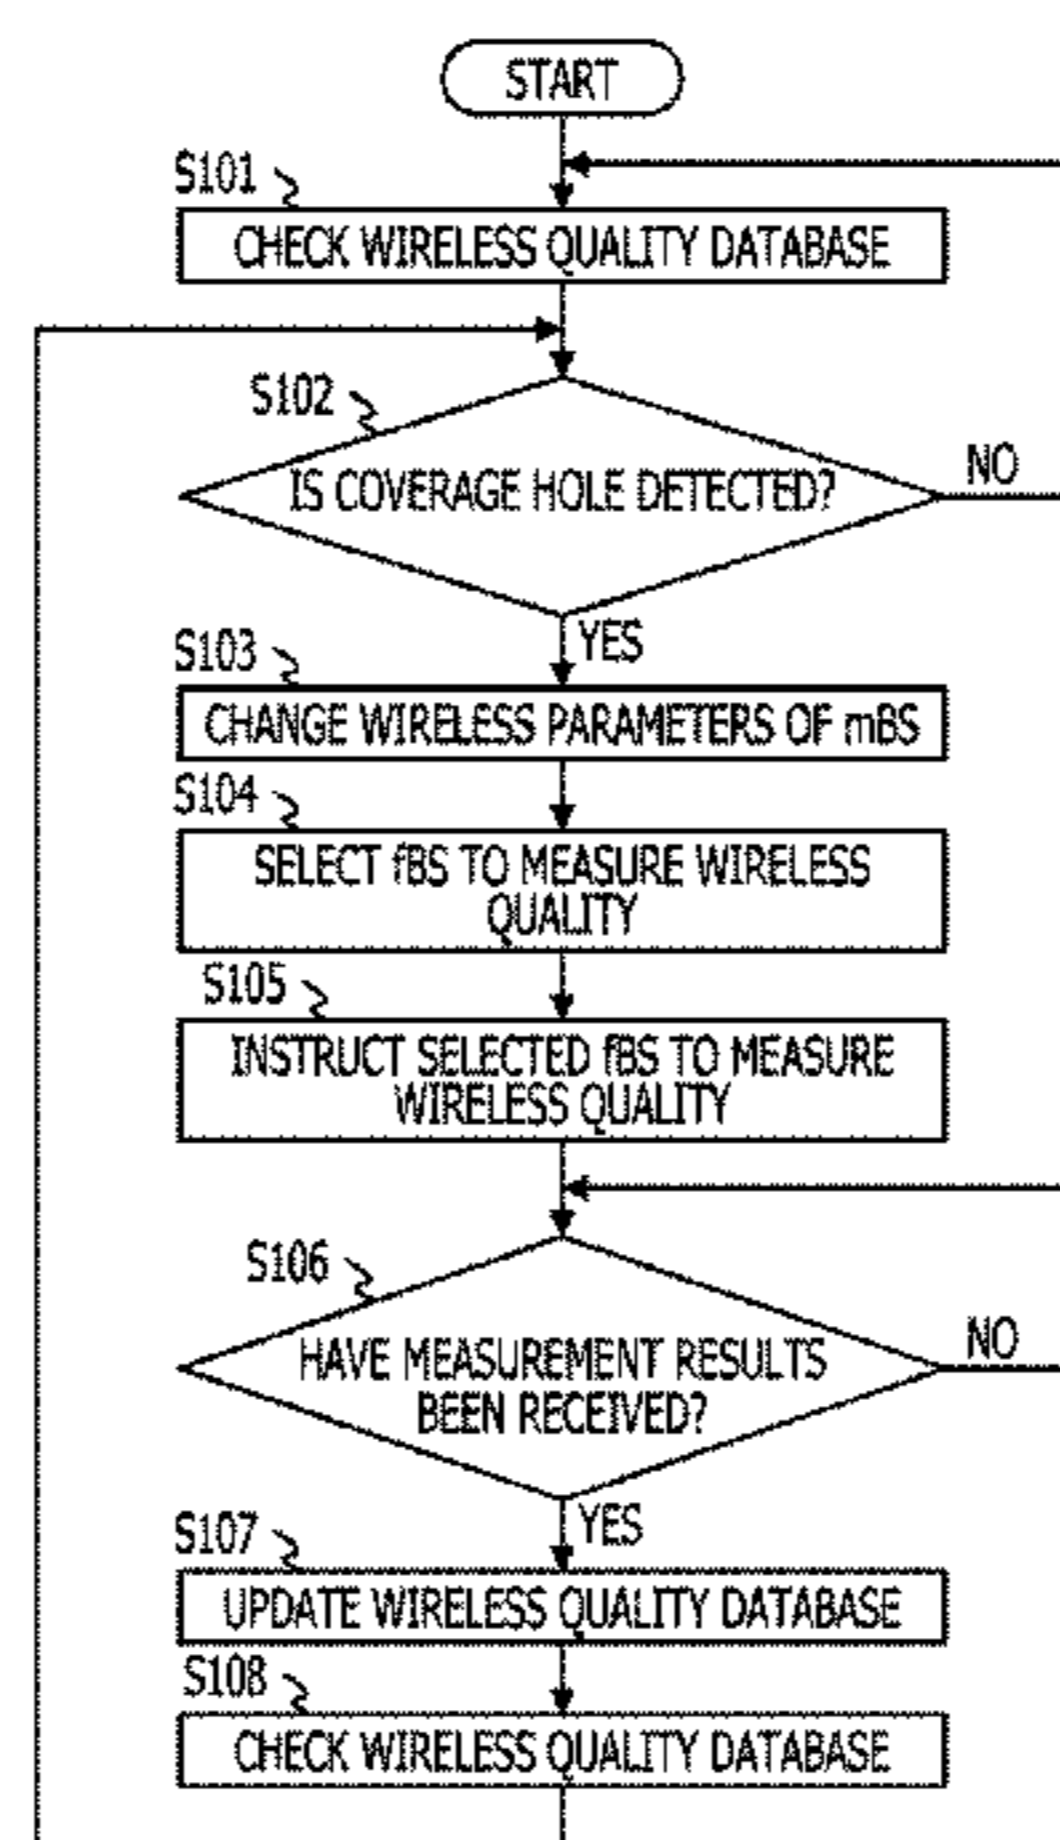 START
S101
CHECK WIRELESS QUALITY DATABASE
S102
IS COVERAGE HOLE DETECTED?
NO
YES
S103
CHANGE WIRELESS PARAMETERS OF mBS
S104
SELECT fBS TO MEASURE WIRELESS
QUALITY
S105
INSTRUCT SELECTED fBS TO MEASURE
WIRELESS QUALITY
S106
HAVE MEASUREMENT RESULTS
BEEN RECEIVED?
NO
YES
S107
UPDATE WIRELESS QUALITY DATABASE
S108
CHECK WIRELESS QUALITY DATABASE